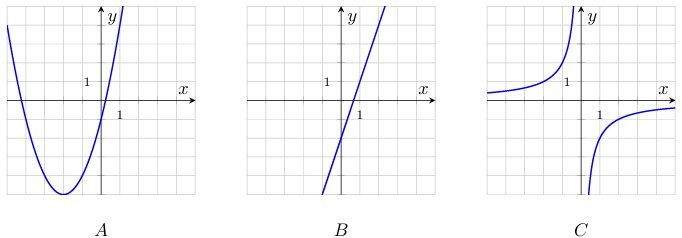 y y y
1 x 1 x 1 x
1 1 1
A B C